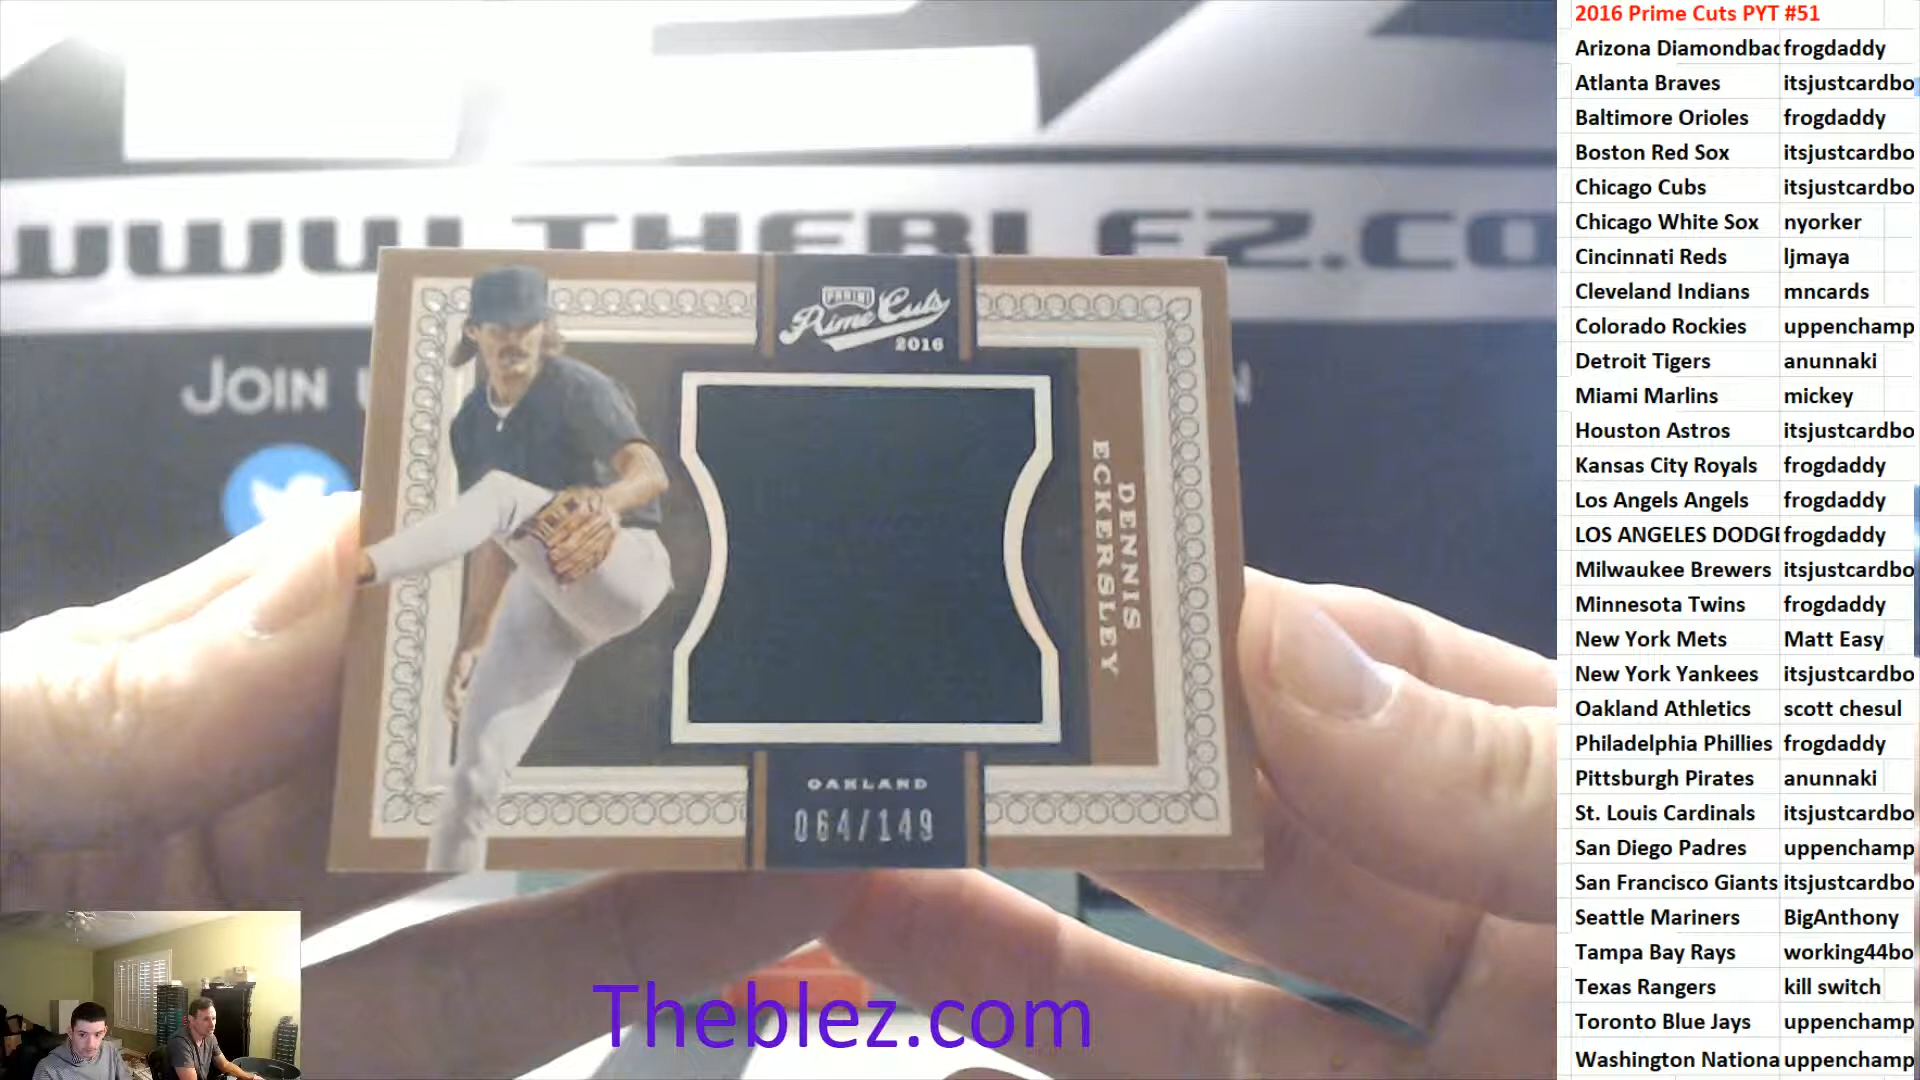 WWW.THEBLEZ.CO
JOIN
PANINI
Prime Cuts
2016
DENNIS
ECKERSLEY
OAKLAND
064/149
Theblez.com
2016 Prime Cuts PYT #51
Arizona Diamondbac frogdaddy
Atlanta Braves itsjustcardbo
Baltimore Orioles frogdaddy
Boston Red Sox itsjustcardbo
Chicago Cubs itsjustcardbo
Chicago White Sox nyorker
Cincinnati Reds ljmaya
Cleveland Indians mncards
Colorado Rockies uppenchamp
Detroit Tigers anunnaki
Miami Marlins mickey
Houston Astros itsjustcardbo
Kansas City Royals frogdaddy
Los Angels Angels frogdaddy
LOS ANGELES DODGE frogdaddy
Milwaukee Brewers itsjustcardbo
Minnesota Twins frogdaddy
New York Mets Matt Easy
New York Yankees itsjustcardbo
Oakland Athletics scott chesul
Philadelphia Phillies frogdaddy
Pittsburgh Pirates anunnaki
St. Louis Cardinals itsjustcardbo
San Diego Padres uppenchamp
San Francisco Giants itsjustcardbo
Seattle Mariners BigAnthony
Tampa Bay Rays working44bo
Texas Rangers kill switch
Toronto Blue Jays uppenchamp
Washington Nationa uppenchamp